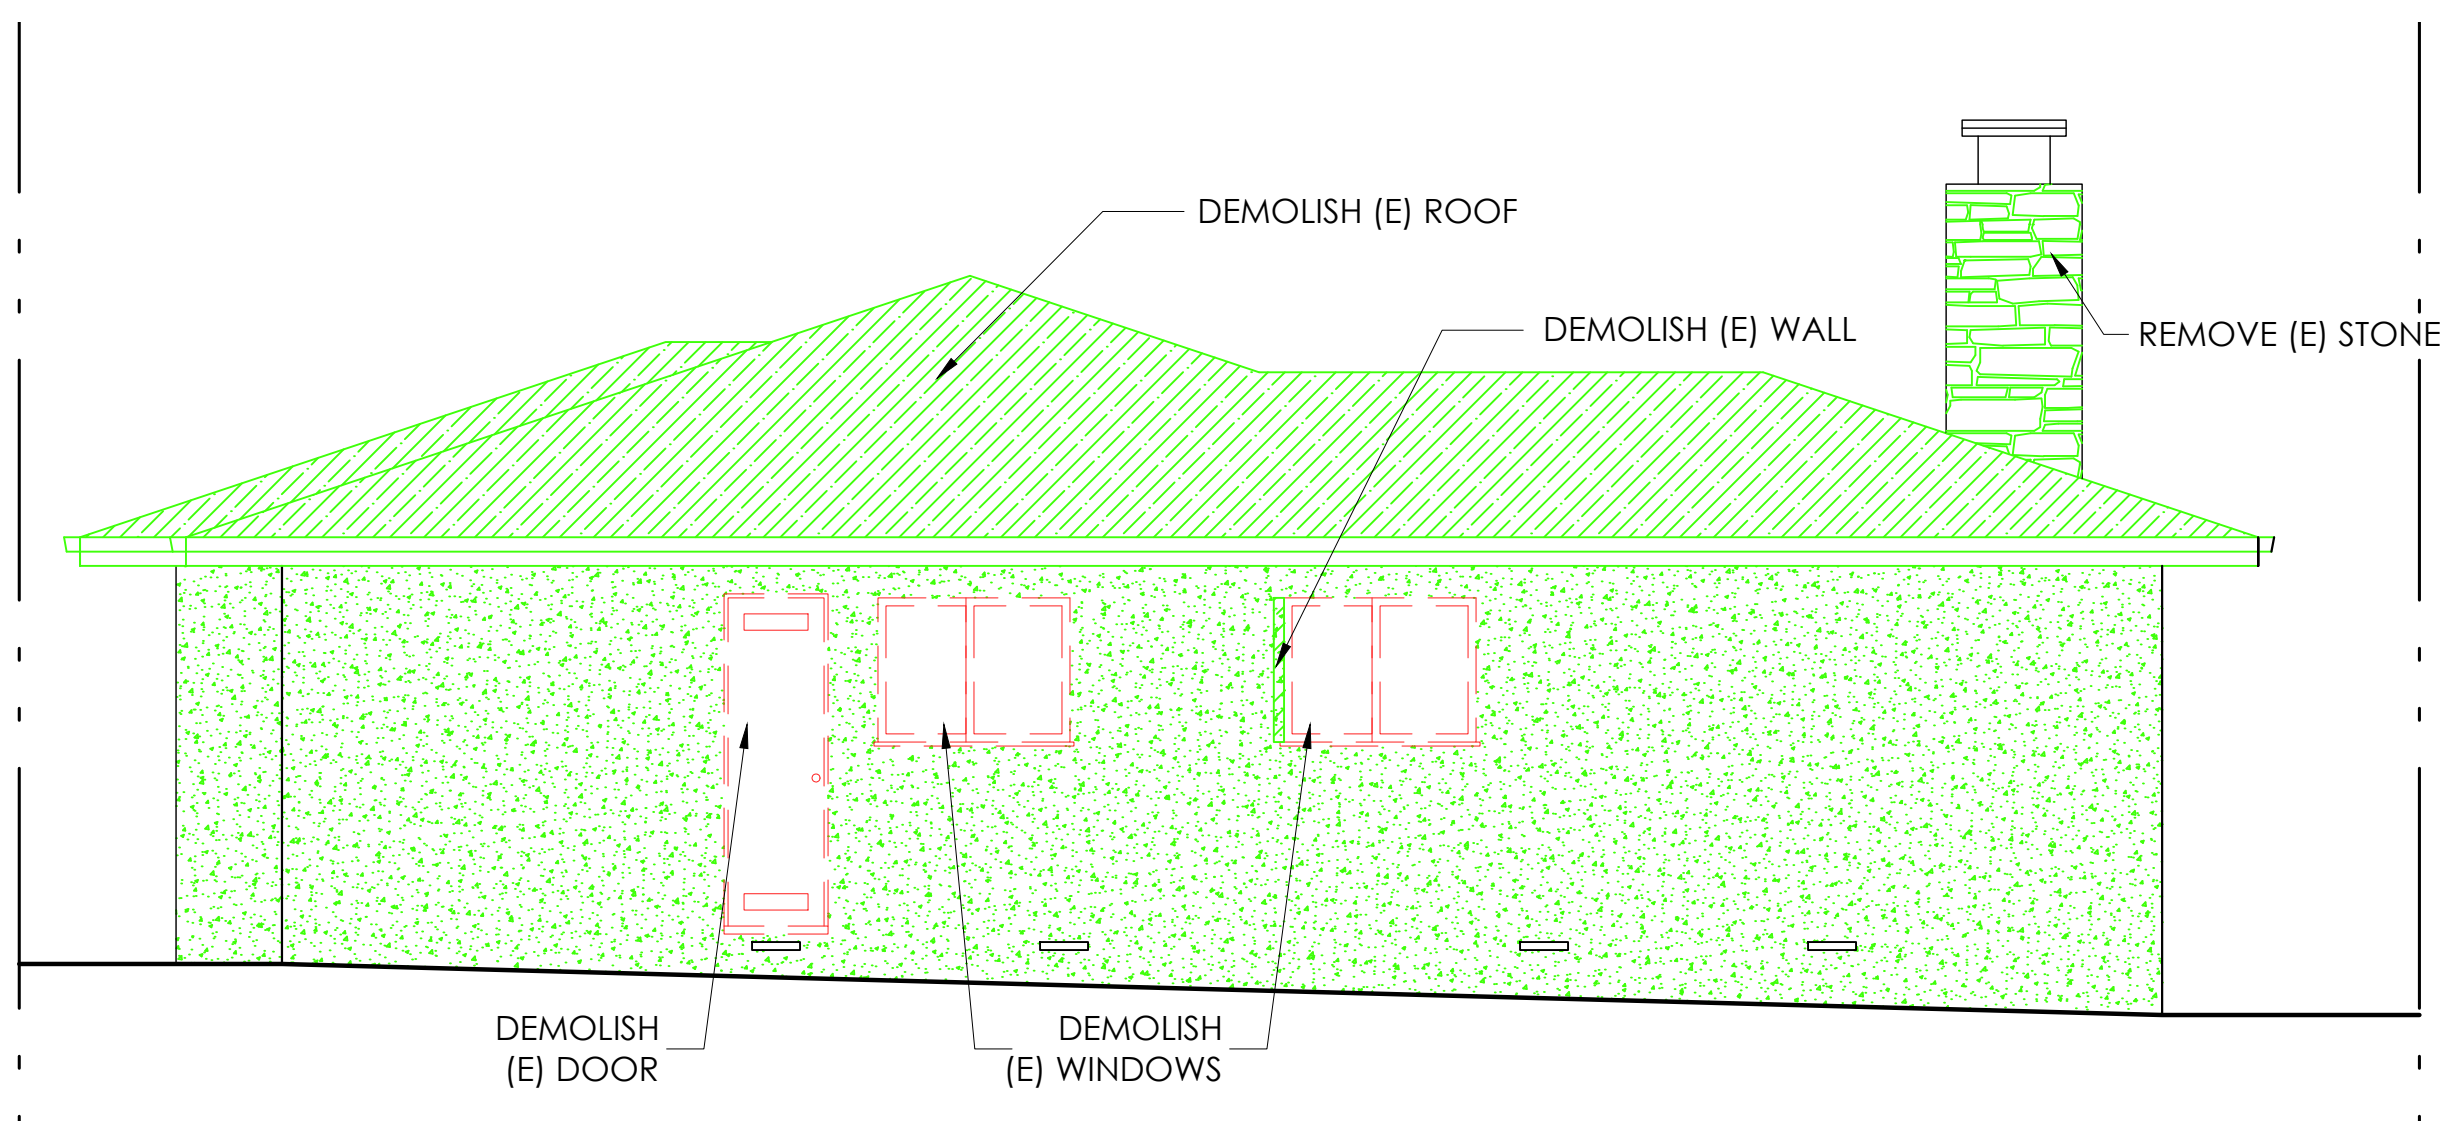 DEMOLISH (E) ROOF
DEMOLISH (E) WALL
REMOVE (E) STONE
DEMOLISH
(E) DOOR
DEMOLISH
(E) WINDOWS